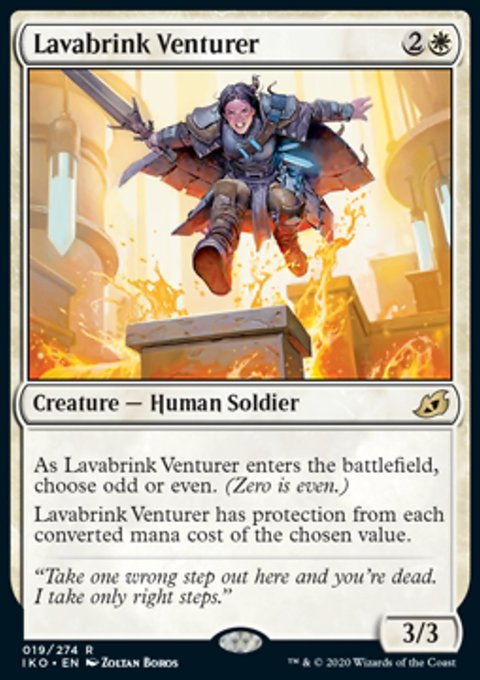 Lavabrink Venturer 2
Creature — Human Soldier
As Lavabrink Venturer enters the battlefield,
choose odd or even. (Zero is even.)
Lavabrink Venturer has protection from each
converted mana cost of the chosen value.
“Take one wrong step out here and you’re dead.
I take only right steps.”
3/3
019/274 R
IKO • EN Zoltan Boros
™ & © 2020 Wizards of the Coast